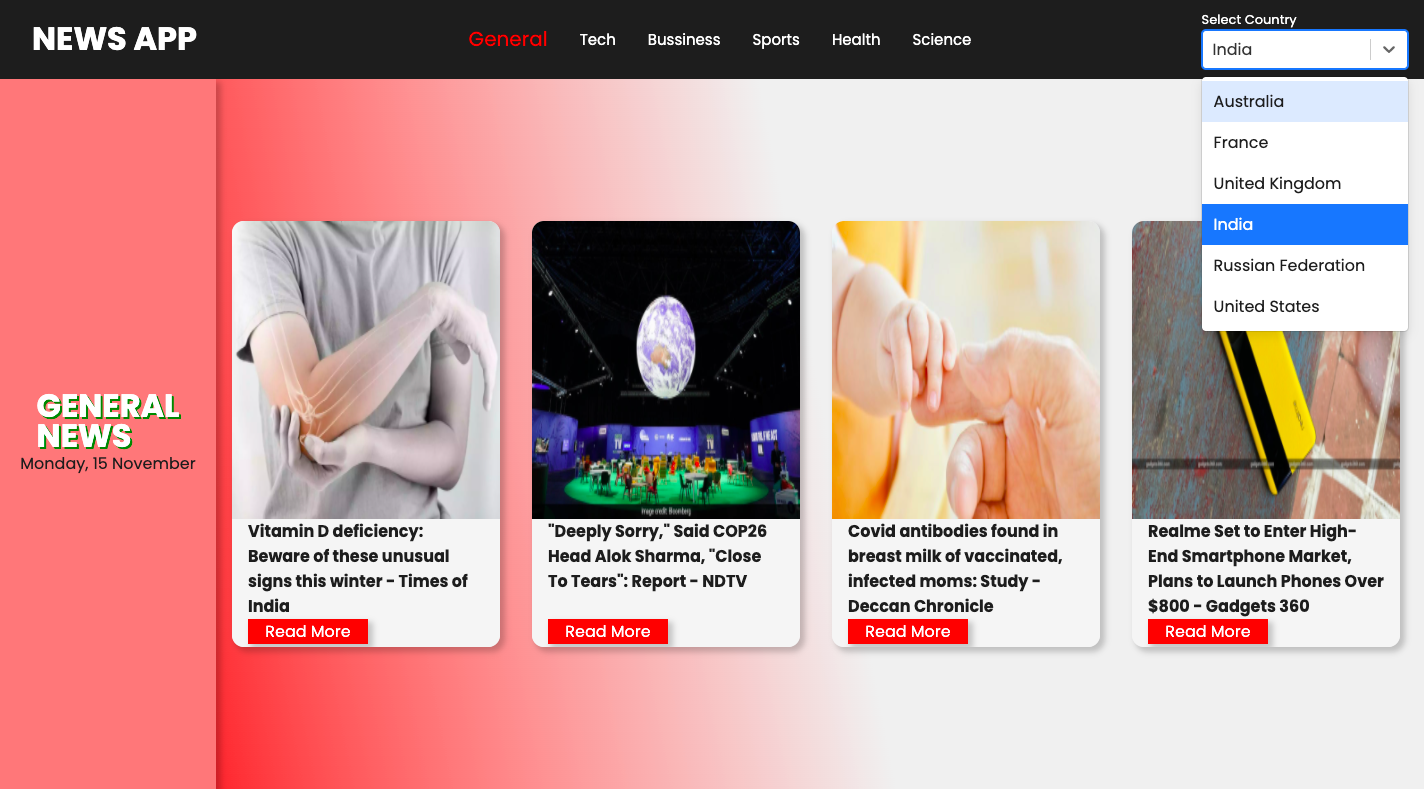 NEWS APP
General
Tech
Bussiness
Sports
Health
Science
Select Country
India
Australia
France
United Kingdom
India
Russian Federation
United States
GENERAL
NEWS
Monday, 15 November
Image credit: Bloomberg
Vitamin D deficiency:
Beware of these unusual
signs this winter - Times of
India
Read More
"Deeply Sorry," Said COP26
Head Alok Sharma, "Close
To Tears": Report - NDTV
Read More
Covid antibodies found in
breast milk of vaccinated,
infected moms: Study -
Deccan Chronicle
Read More
Realme Set to Enter High-
End Smartphone Market,
Plans to Launch Phones Over
$800 - Gadgets 360
Read More